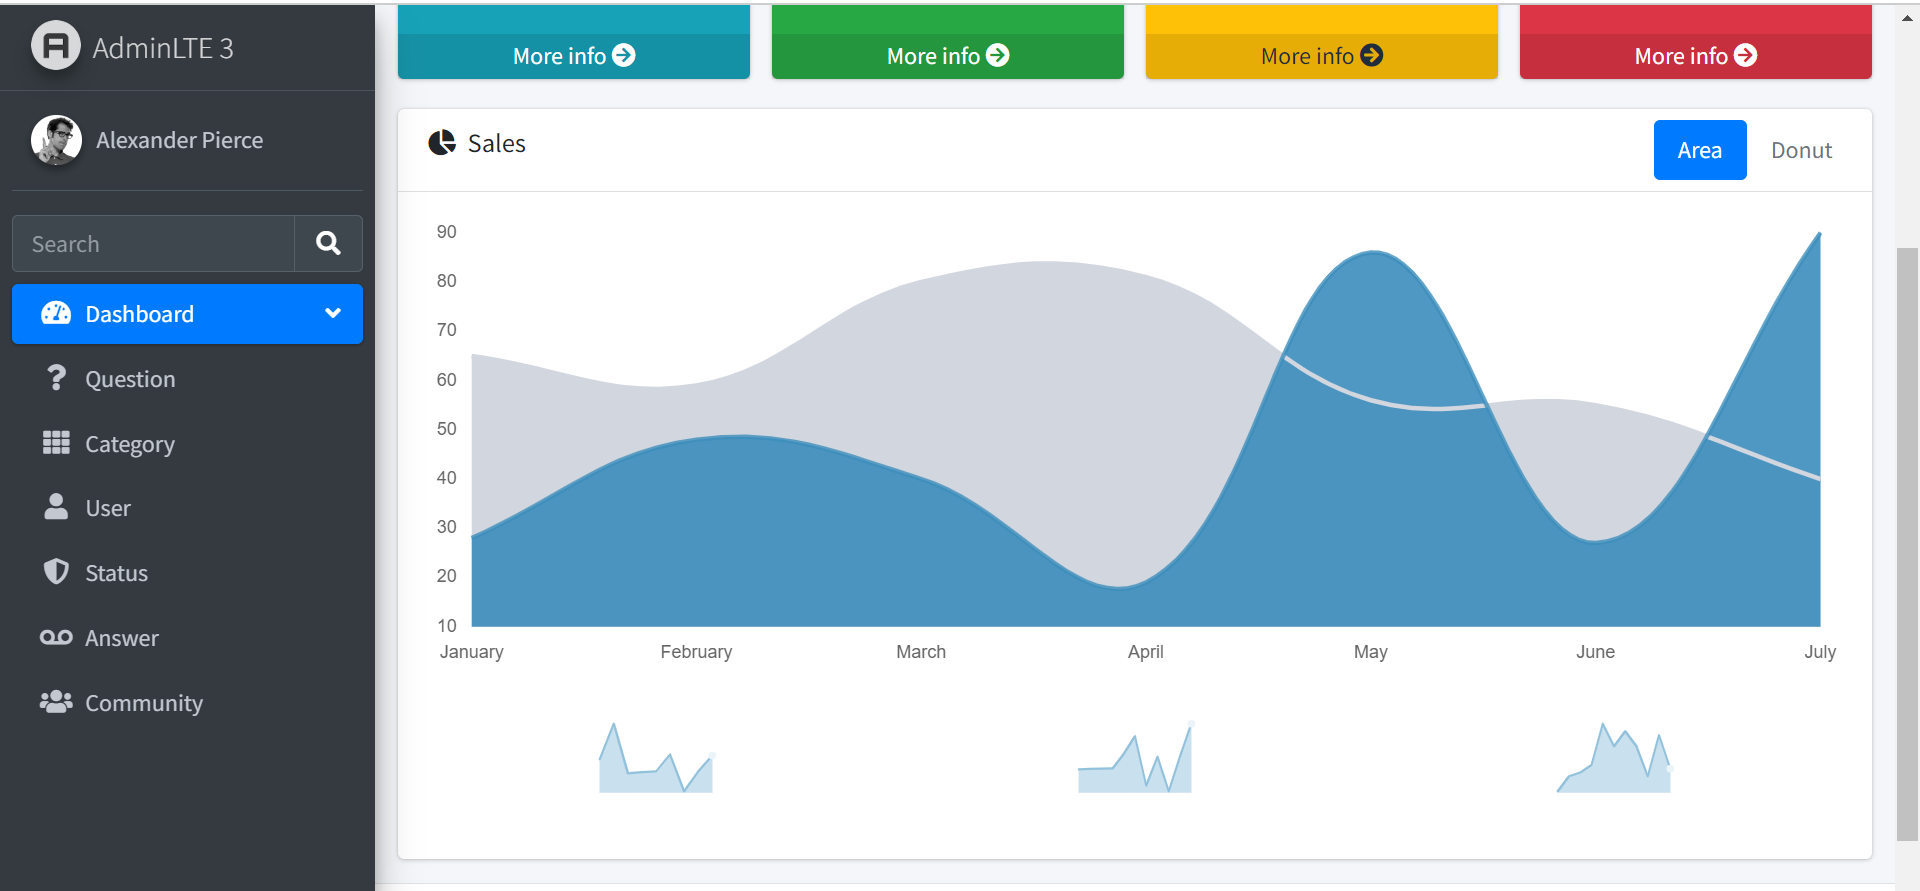 AdminLTE 3
Alexander Pierce
Search
Dashboard
Question
Category
User
Status
Answer
Community
More info
More info
More info
More info
Sales
Area
Donut
90
80
70
60
50
40
30
20
10
January February March April May June July